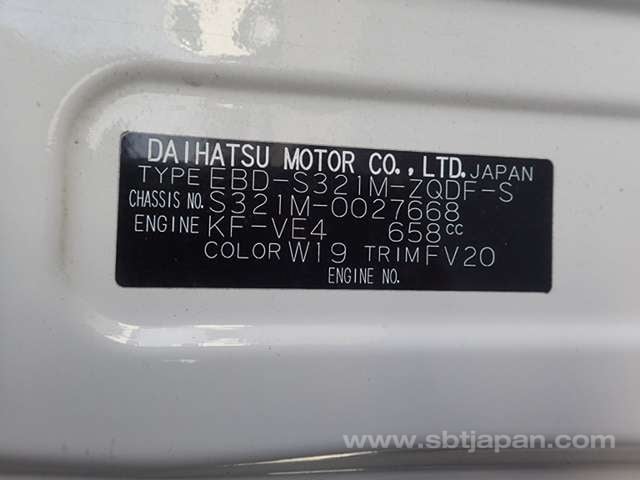 DAIHATSU MOTOR CO.,LTD. JAPAN
TYPE EBD-S321M-ZQDF-S
CHASSIS NO. S321M-0027668
ENGINE KF-VE4 658cc
COLOR W19 TRIM FV20
ENGINE NO.
www.sbtjapan.com